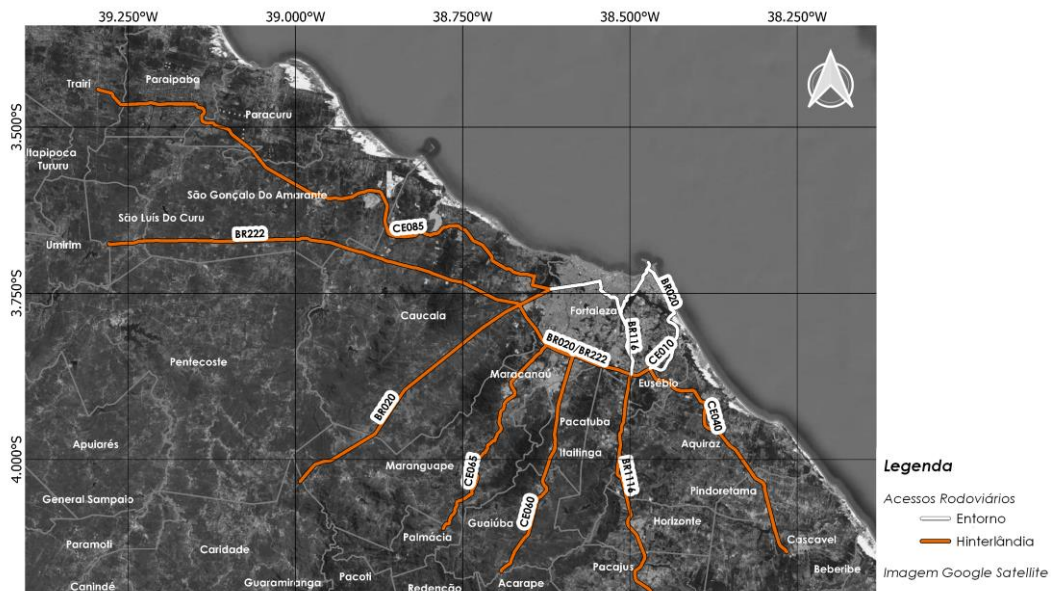 39.250°W 39.000°W 38.750°W 38.500°W 38.250°W
Trairi
Paraipaba
Paracuru
3.500°S
Itapipoca
Tururu
São Gonçalo Do Amarante
São Luís Do Curu
CE085
BR222
Umirim
BR020
3.750°S
Caucaia
Fortaleza
BR116
BR020/BR222
CE010
Pentecoste
Maracanaú
Eusébio
BR020
CE040
Pacatuba
Apuiarés
Aquiraz
Itaitinga
4.000°S
Maranguape
CE065
BR1116
Legenda
Pindoretama
General Sampaio
Acessos Rodoviários
CE060
Guaiúba
Horizonte
Entorno
Palmácia
Cascavel
Hinterlândia
Paramoti
Caridade
Pacoti
Pacajus
Beberibe
Imagem Google Satellite
Canindé
Guaramiranga
Redenção
Acarape